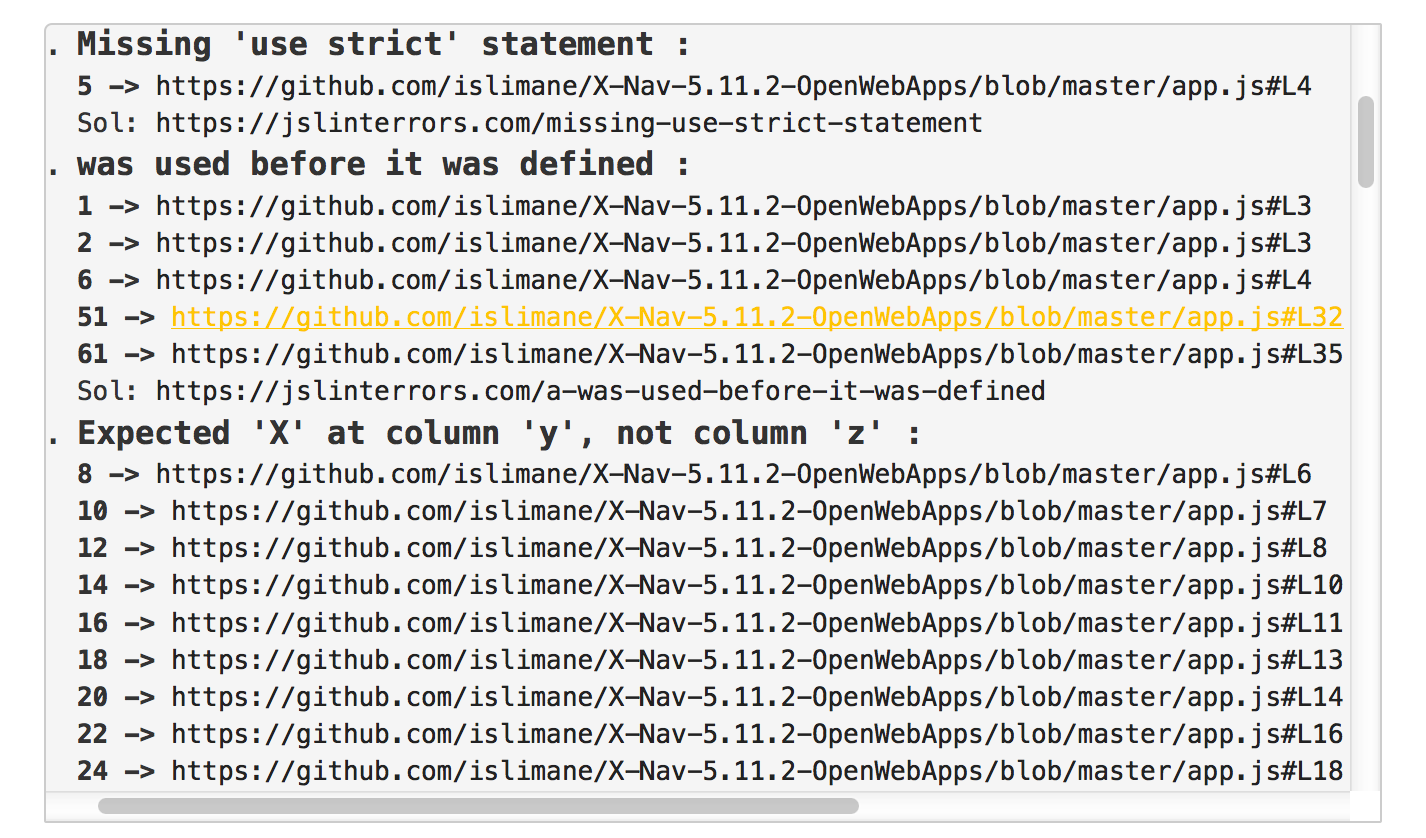 . Missing 'use strict' statement :
5 -> https://github.com/islimane/X-Nav-5.11.2-OpenWebApps/blob/master/app.js#L4
Sol: https://jslinterrors.com/missing-use-strict-statement
. was used before it was defined :
1 -> https://github.com/islimane/X-Nav-5.11.2-OpenWebApps/blob/master/app.js#L3
2 -> https://github.com/islimane/X-Nav-5.11.2-OpenWebApps/blob/master/app.js#L3
6 -> https://github.com/islimane/X-Nav-5.11.2-OpenWebApps/blob/master/app.js#L4
51 -> https://github.com/islimane/X-Nav-5.11.2-OpenWebApps/blob/master/app.js#L32
61 -> https://github.com/islimane/X-Nav-5.11.2-OpenWebApps/blob/master/app.js#L35
Sol: https://jslinterrors.com/a-was-used-before-it-was-defined
. Expected 'X' at column 'y', not column 'z' :
8 -> https://github.com/islimane/X-Nav-5.11.2-OpenWebApps/blob/master/app.js#L6
10 -> https://github.com/islimane/X-Nav-5.11.2-OpenWebApps/blob/master/app.js#L7
12 -> https://github.com/islimane/X-Nav-5.11.2-OpenWebApps/blob/master/app.js#L8
14 -> https://github.com/islimane/X-Nav-5.11.2-OpenWebApps/blob/master/app.js#L10
16 -> https://github.com/islimane/X-Nav-5.11.2-OpenWebApps/blob/master/app.js#L11
18 -> https://github.com/islimane/X-Nav-5.11.2-OpenWebApps/blob/master/app.js#L13
20 -> https://github.com/islimane/X-Nav-5.11.2-OpenWebApps/blob/master/app.js#L14
22 -> https://github.com/islimane/X-Nav-5.11.2-OpenWebApps/blob/master/app.js#L16
24 -> https://github.com/islimane/X-Nav-5.11.2-OpenWebApps/blob/master/app.js#L18